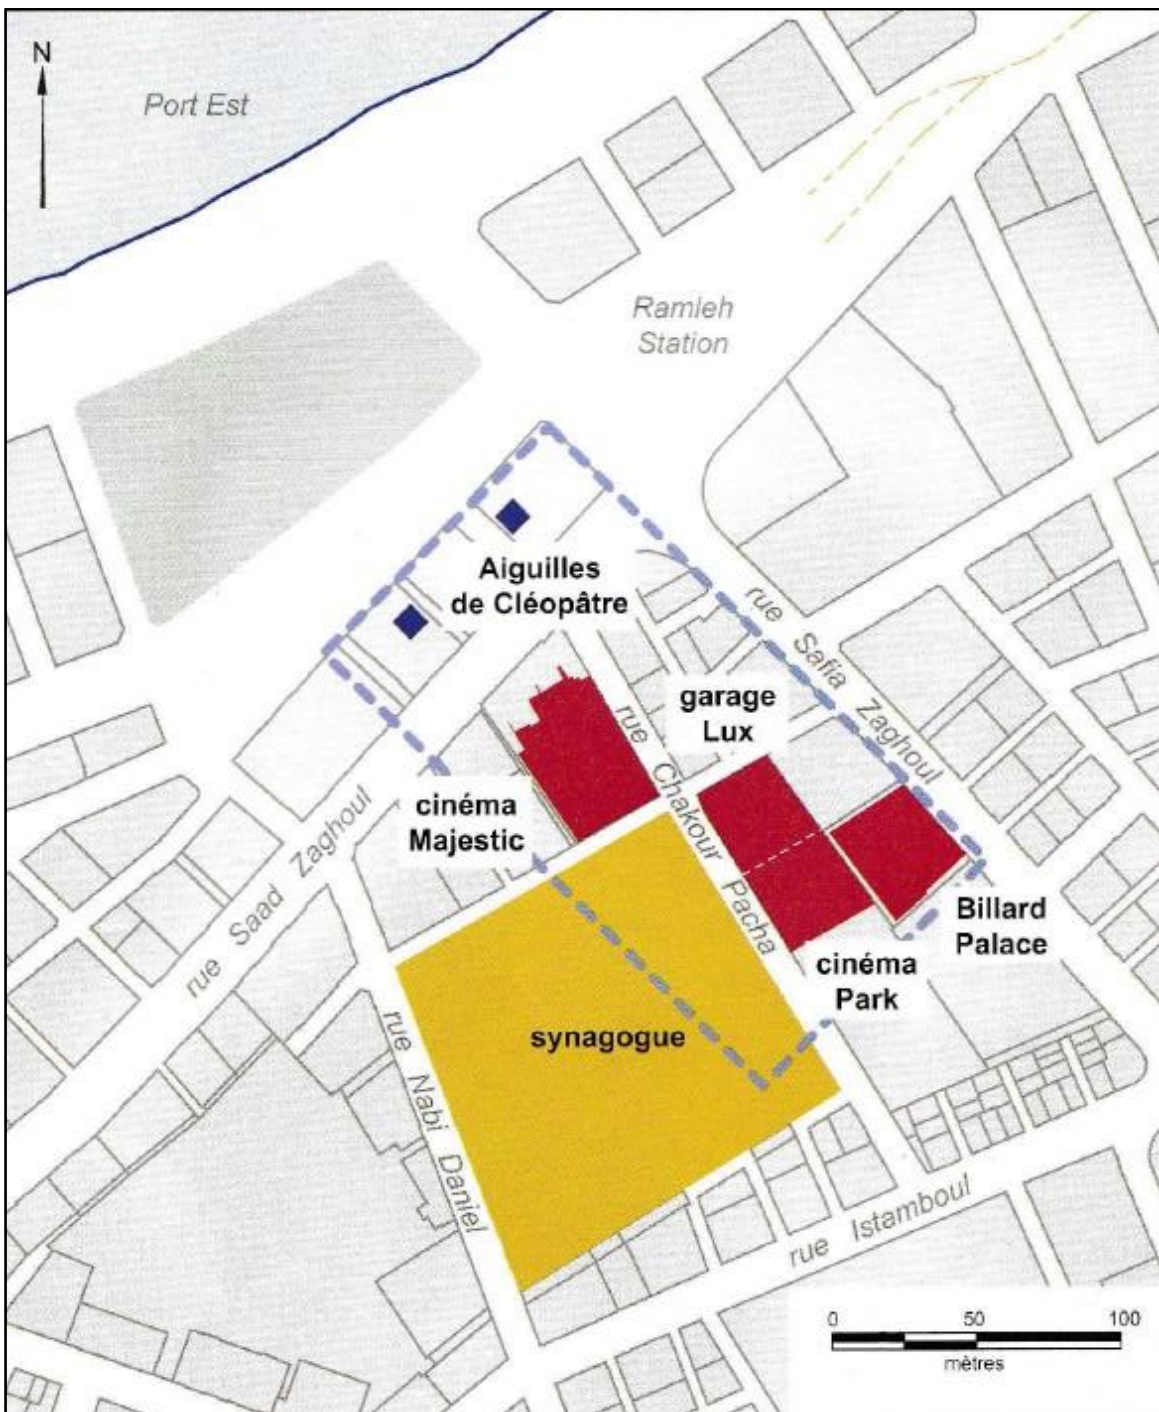 N
Port Est
Ramleh
Station
Aiguilles
de Cléopâtre
rue Safia Zaghoul
garage
Lux
rue Chakour Pacha
cinéma
Majestic
rue Saad Zaghoul
Billard
Palace
cinéma
Park
synagogue
rue Nabi Daniel
rue Istamboul
0 50 100
mètres